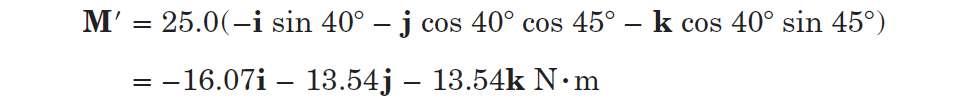 M′ = 25.0(−i sin 40° − j cos 40° cos 45° − k cos 40° sin 45°)
= −16.07i − 13.54j − 13.54k N·m